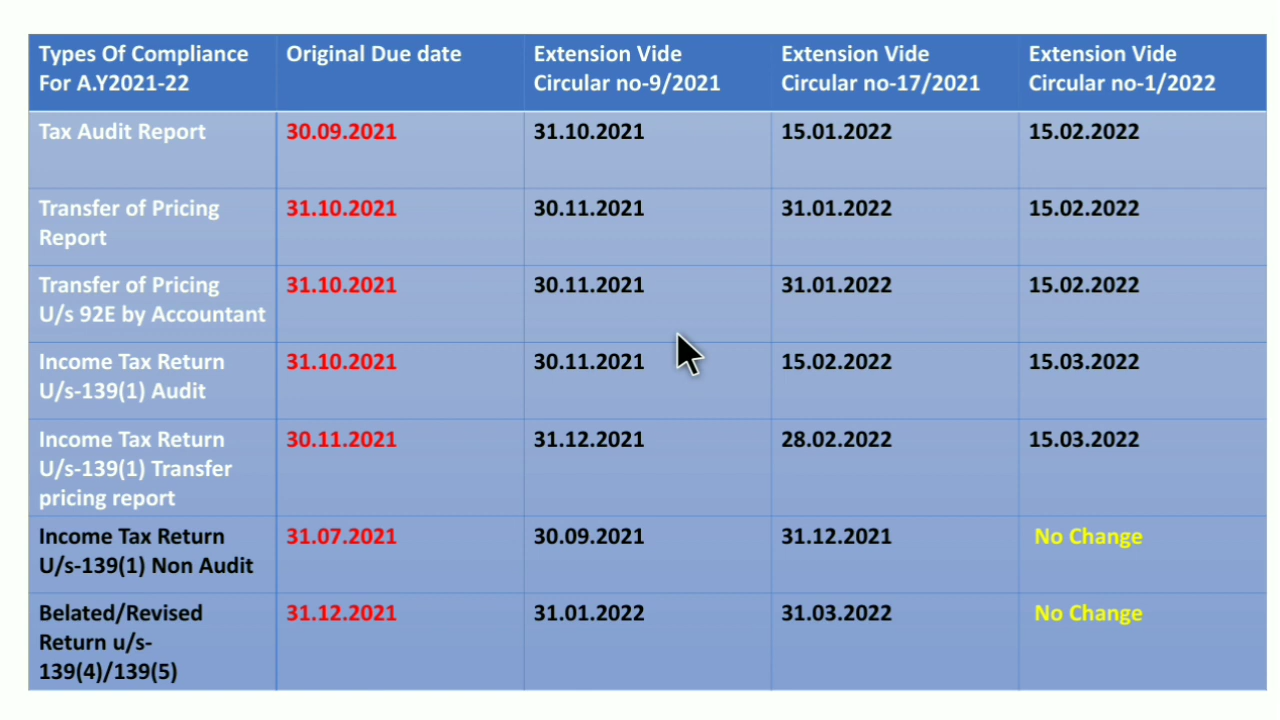 Types Of Compliance For A.Y2021-22 Original Due date Extension Vide Circular no-9/2021 Extension Vide Circular no-17/2021 Extension Vide Circular no-1/2022
Tax Audit Report 30.09.2021 31.10.2021 15.01.2022 15.02.2022
Transfer of Pricing Report 31.10.2021 30.11.2021 31.01.2022 15.02.2022
Transfer of Pricing U/s 92E by Accountant 31.10.2021 30.11.2021 31.01.2022 15.02.2022
Income Tax Return U/s-139(1) Audit 31.10.2021 30.11.2021 15.02.2022 15.03.2022
Income Tax Return U/s-139(1) Transfer pricing report 30.11.2021 31.12.2021 28.02.2022 15.03.2022
Income Tax Return U/s-139(1) Non Audit 31.07.2021 30.09.2021 31.12.2021 No Change
Belated/Revised Return u/s-139(4)/139(5) 31.12.2021 31.01.2022 31.03.2022 No Change